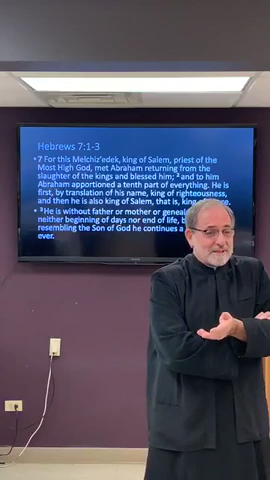 Hebrews 7:1-3
• 7 For this Melchiz'edek, king of Salem, priest of the
Most High God, met Abraham returning from the
slaughter of the kings and blessed him; 2 and to him
Abraham apportioned a tenth part of everything. He is
first, by translation of his name, king of righteousness,
and then he is also king of Salem, that is, king
• 3 He is without father or mother or
neither beginning of days nor end of life,
resembling the Son of God he continues a
ever.